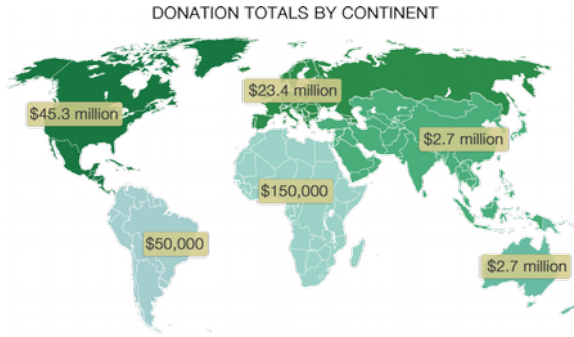 DONATION TOTALS BY CONTINENT
$45.3 million
$23.4 million
$2.7 million
$150,000
$50,000
$2.7 million